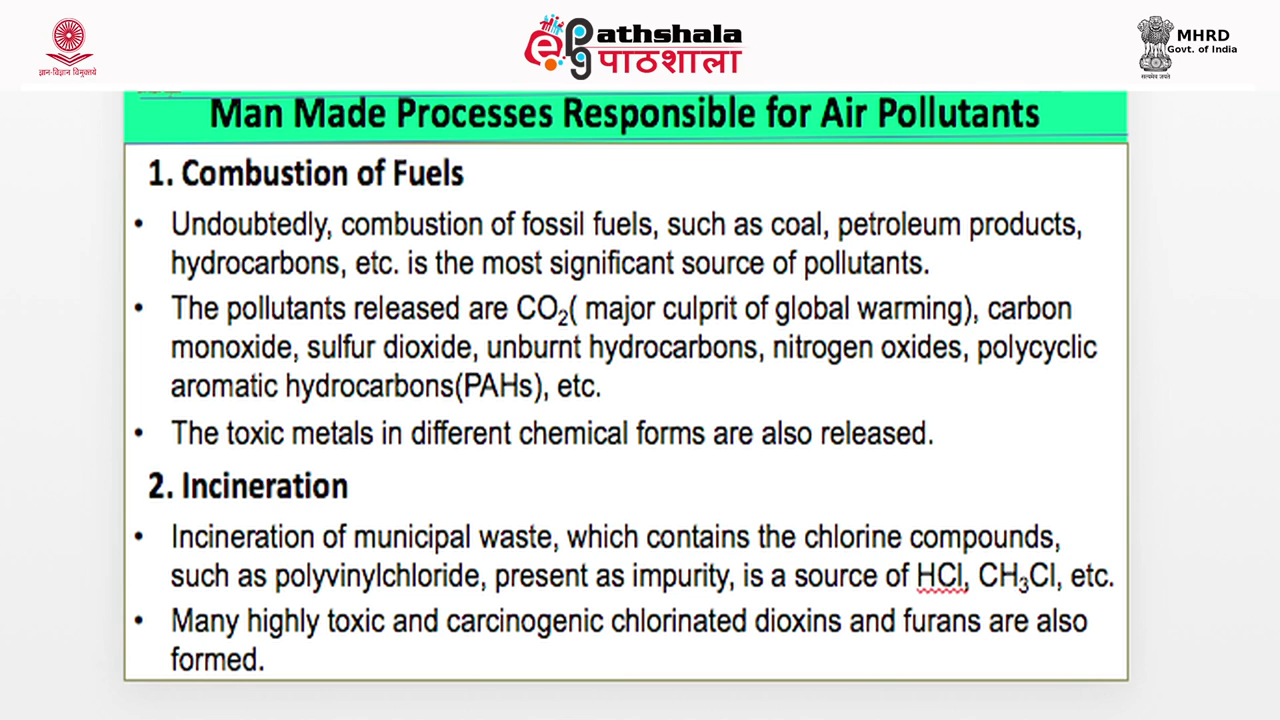 ज्ञान-विज्ञान विमुक्तये
ePathshala
पाठशाला
MHRD
Govt. of India
सत्यमेव जयते
Man Made Processes Responsible for Air Pollutants
1. Combustion of Fuels
• Undoubtedly, combustion of fossil fuels, such as coal, petroleum products,
hydrocarbons, etc. is the most significant source of pollutants.
• The pollutants released are CO₂( major culprit of global warming), carbon
monoxide, sulfur dioxide, unburnt hydrocarbons, nitrogen oxides, polycyclic
aromatic hydrocarbons(PAHs), etc.
• The toxic metals in different chemical forms are also released.
2. Incineration
• Incineration of municipal waste, which contains the chlorine compounds,
such as polyvinylchloride, present as impurity, is a source of HCl, CH₃Cl, etc.
• Many highly toxic and carcinogenic chlorinated dioxins and furans are also
formed.